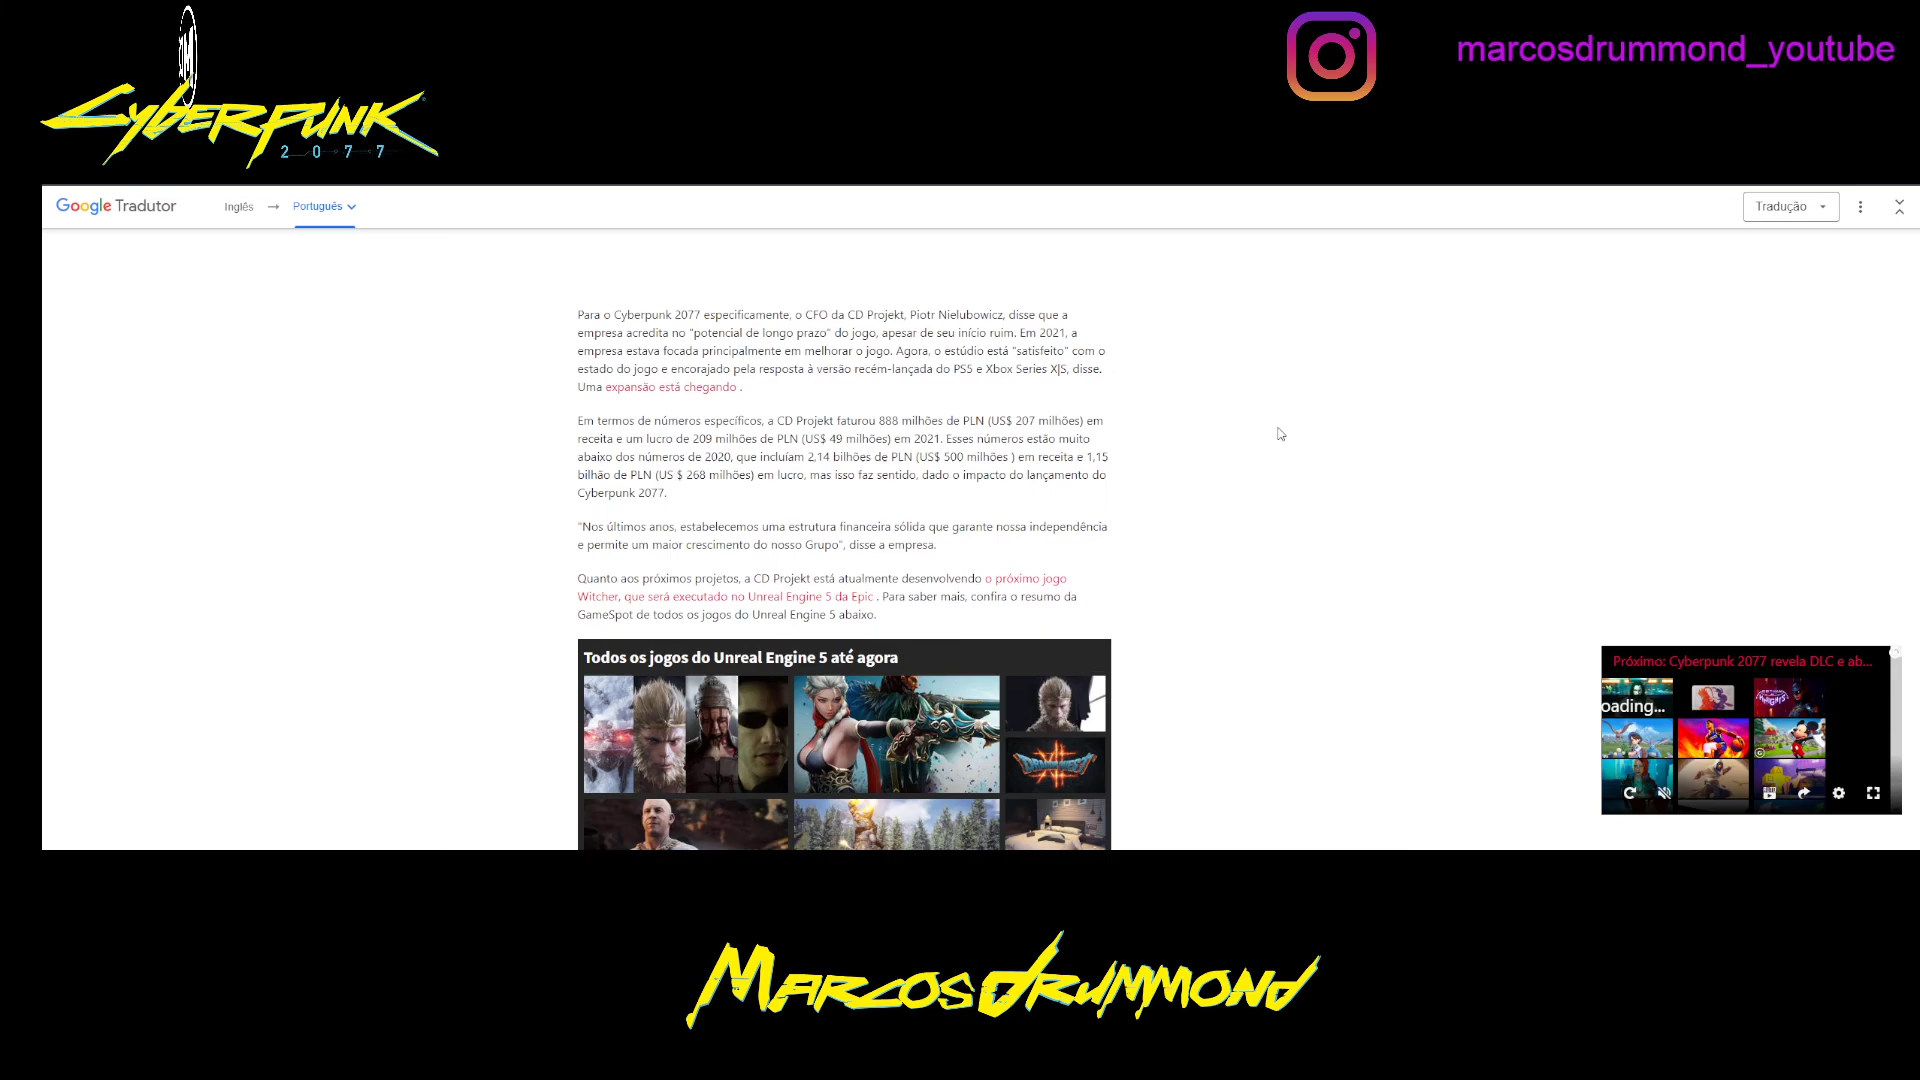 CYBERPUNK
2077
marcosdrummond_youtube
Google Tradutor
Inglês
Português
Tradução
Para o Cyberpunk 2077 especificamente, o CFO da CD Projekt, Piotr Nielubowicz, disse que a
empresa acredita no "potencial de longo prazo" do jogo, apesar de seu início ruim. Em 2021, a
empresa estava focada principalmente em melhorar o jogo. Agora, o estúdio está "satisfeito" com o
estado do jogo e encorajado pela resposta à versão recém-lançada do PS5 e Xbox Series X|S, disse.
Uma expansão está chegando .
Em termos de números específicos, a CD Projekt faturou 888 milhões de PLN (US$ 207 milhões) em
receita e um lucro de 209 milhões de PLN (US$ 49 milhões) em 2021. Esses números estão muito
abaixo dos números de 2020, que incluíam 2,14 bilhões de PLN (US$ 500 milhões ) em receita e 1,15
bilhão de PLN (US $ 268 milhões) em lucro, mas isso faz sentido, dado o impacto do lançamento do
Cyberpunk 2077.
"Nos últimos anos, estabelecemos uma estrutura financeira sólida que garante nossa independência
e permite um maior crescimento do nosso Grupo", disse a empresa.
Quanto aos próximos projetos, a CD Projekt está atualmente desenvolvendo o próximo jogo
Witcher, que será executado no Unreal Engine 5 da Epic . Para saber mais, confira o resumo da
GameSpot de todos os jogos do Unreal Engine 5 abaixo.
Todos os jogos do Unreal Engine 5 até agora
Próximo: Cyberpunk 2077 revela DLC e ab...
oading...
MARCOSDRUMMOND